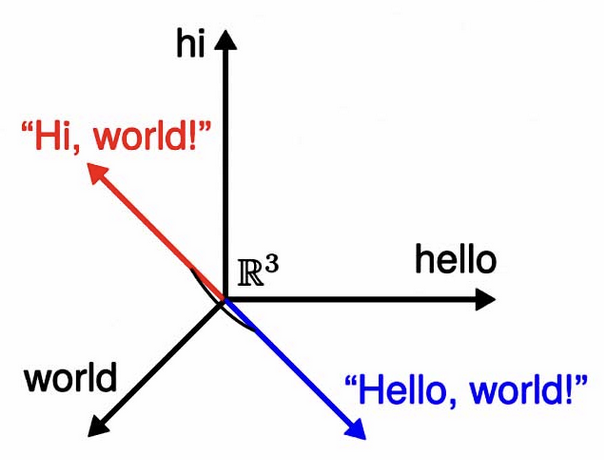 hi
“Hi, world!”
ℝ³
hello
world
“Hello, world!”